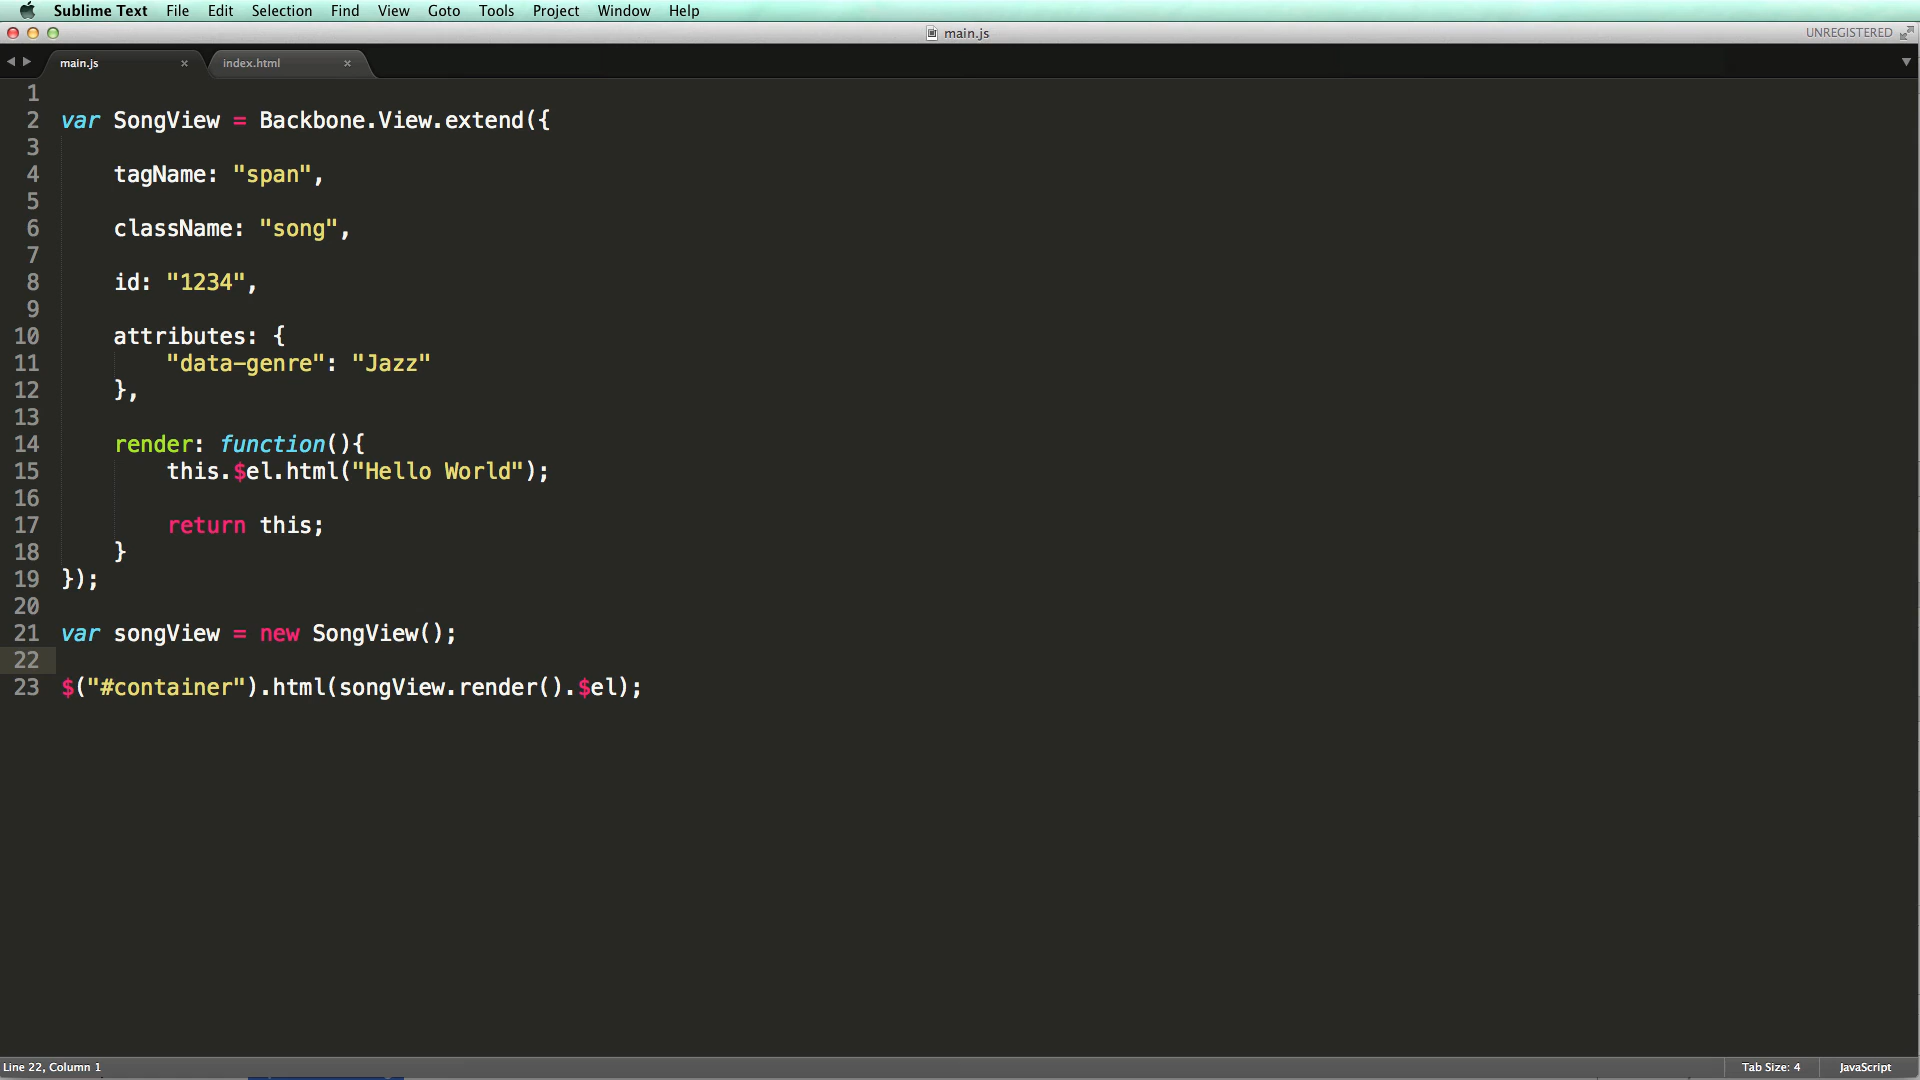 Sublime Text File Edit Selection Find View Goto Tools Project Window Help
main.js UNREGISTERED
main.js × index.html ×
1
2 var SongView = Backbone.View.extend({
3
4 tagName: "span",
5
6 className: "song",
7
8 id: "1234",
9
10 attributes: {
11 "data-genre": "Jazz"
12 },
13
14 render: function(){
15 this.$el.html("Hello World");
16
17 return this;
18 }
19 });
20
21 var songView = new SongView();
22
23 $("#container").html(songView.render().$el);
Line 22, Column 1 Tab Size: 4 JavaScript